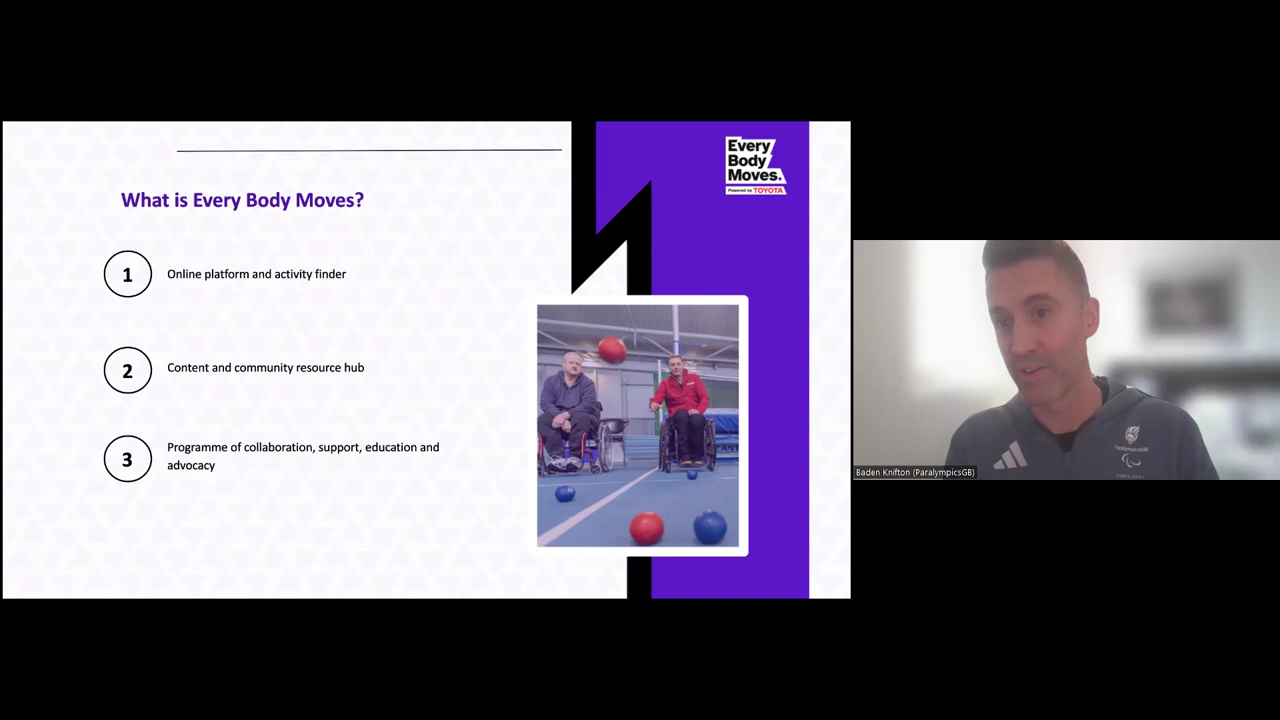 What is Every Body Moves?
1
Online platform and activity finder
2
Content and community resource hub
3
Programme of collaboration, support, education and
advocacy
Every
Body
Moves.
Powered by TOYOTA
ParalympicsGB
Baden Knifton (ParalympicsGB)